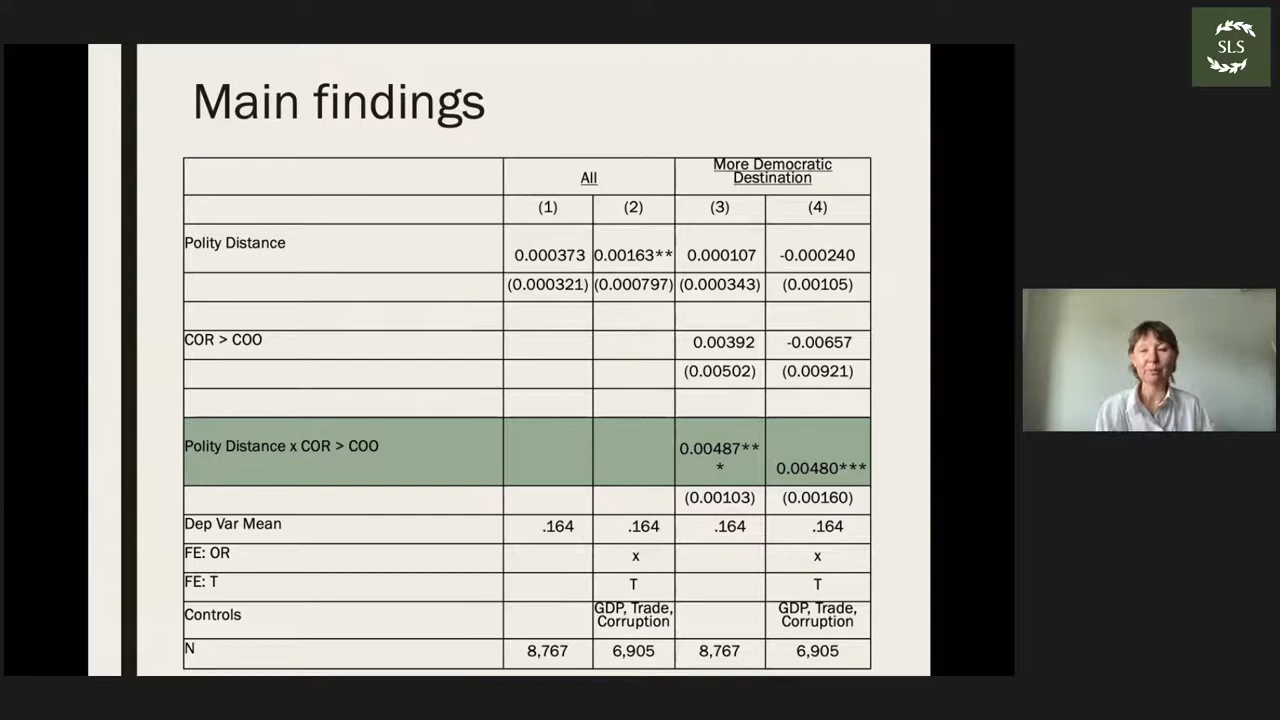 SLS
Main findings
All
More Democratic
Destination
(1) (2) (3) (4)
Polity Distance 0.000373 0.00163** 0.000107 -0.000240
(0.000321) (0.000797) (0.000343) (0.00105)
COR > COO 0.00392 -0.00657
(0.00502) (0.00921)
Polity Distance x COR > COO 0.00487**
* 0.00480***
(0.00103) (0.00160)
Dep Var Mean .164 .164 .164 .164
FE: OR x x
FE: T T T
Controls GDP, Trade, GDP, Trade,
Corruption Corruption
N 8,767 6,905 8,767 6,905